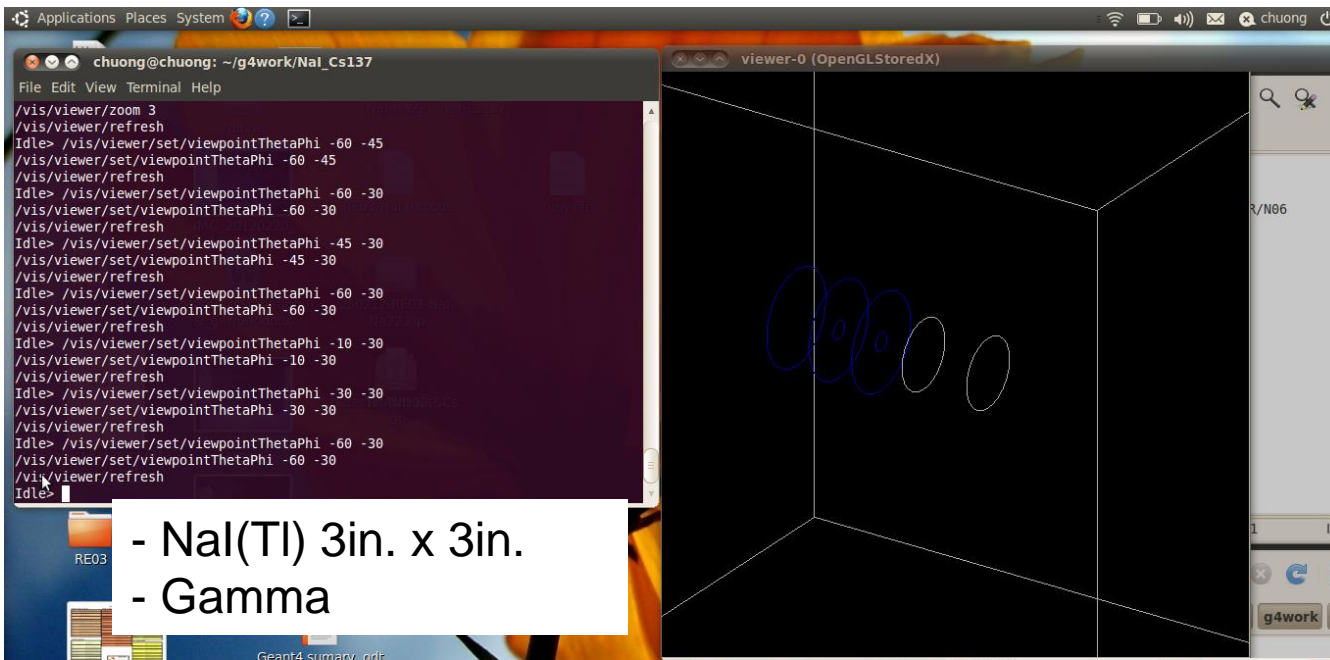 Applications Places System
chuong
chuong@chuong: ~/g4work/NaI_Cs137
File Edit View Terminal Help
/vis/viewer/zoom 3
/vis/viewer/refresh
Idle> /vis/viewer/set/viewpointThetaPhi -60 -45
/vis/viewer/set/viewpointThetaPhi -60 -45
/vis/viewer/refresh
Idle> /vis/viewer/set/viewpointThetaPhi -60 -30
/vis/viewer/set/viewpointThetaPhi -60 -30
/vis/viewer/refresh
Idle> /vis/viewer/set/viewpointThetaPhi -45 -30
/vis/viewer/set/viewpointThetaPhi -45 -30
/vis/viewer/refresh
Idle> /vis/viewer/set/viewpointThetaPhi -60 -30
/vis/viewer/set/viewpointThetaPhi -60 -30
/vis/viewer/refresh
Idle> /vis/viewer/set/viewpointThetaPhi -10 -30
/vis/viewer/set/viewpointThetaPhi -10 -30
/vis/viewer/refresh
Idle> /vis/viewer/set/viewpointThetaPhi -30 -30
/vis/viewer/set/viewpointThetaPhi -30 -30
/vis/viewer/refresh
Idle> /vis/viewer/set/viewpointThetaPhi -60 -30
/vis/viewer/set/viewpointThetaPhi -60 -30
/vis/viewer/refresh
Idle>
viewer-0 (OpenGLStoredX)
R/N06
g4work
RE03
- NaI(Tl) 3in. x 3in.
- Gamma
Geant4 sumary .odt